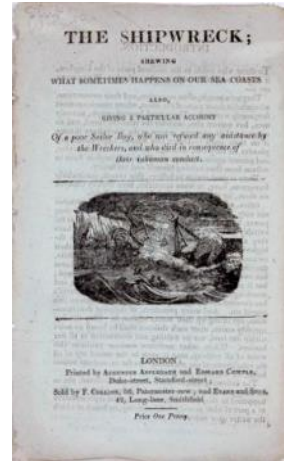 THE SHIPWRECK;
SHEWING
WHAT SOMETIMES HAPPENS ON OUR SEA COASTS
ALSO,
GIVING A PARTICULAR ACCOUNT
Of a poor Sailor Boy, who was refused any assistance by
the Wreckers, and who died in consequence of
their inhuman conduct.
LONDON:
Printed by AUGUSTUS APPLEGATH and EDWARD COWPER,
Duke-street, Stamford-street;
Sold by F. COLLINS, 56, Paternoster-row; and EVANS and SONS,
42, Long-lane, Smithfield
Price One Penny.